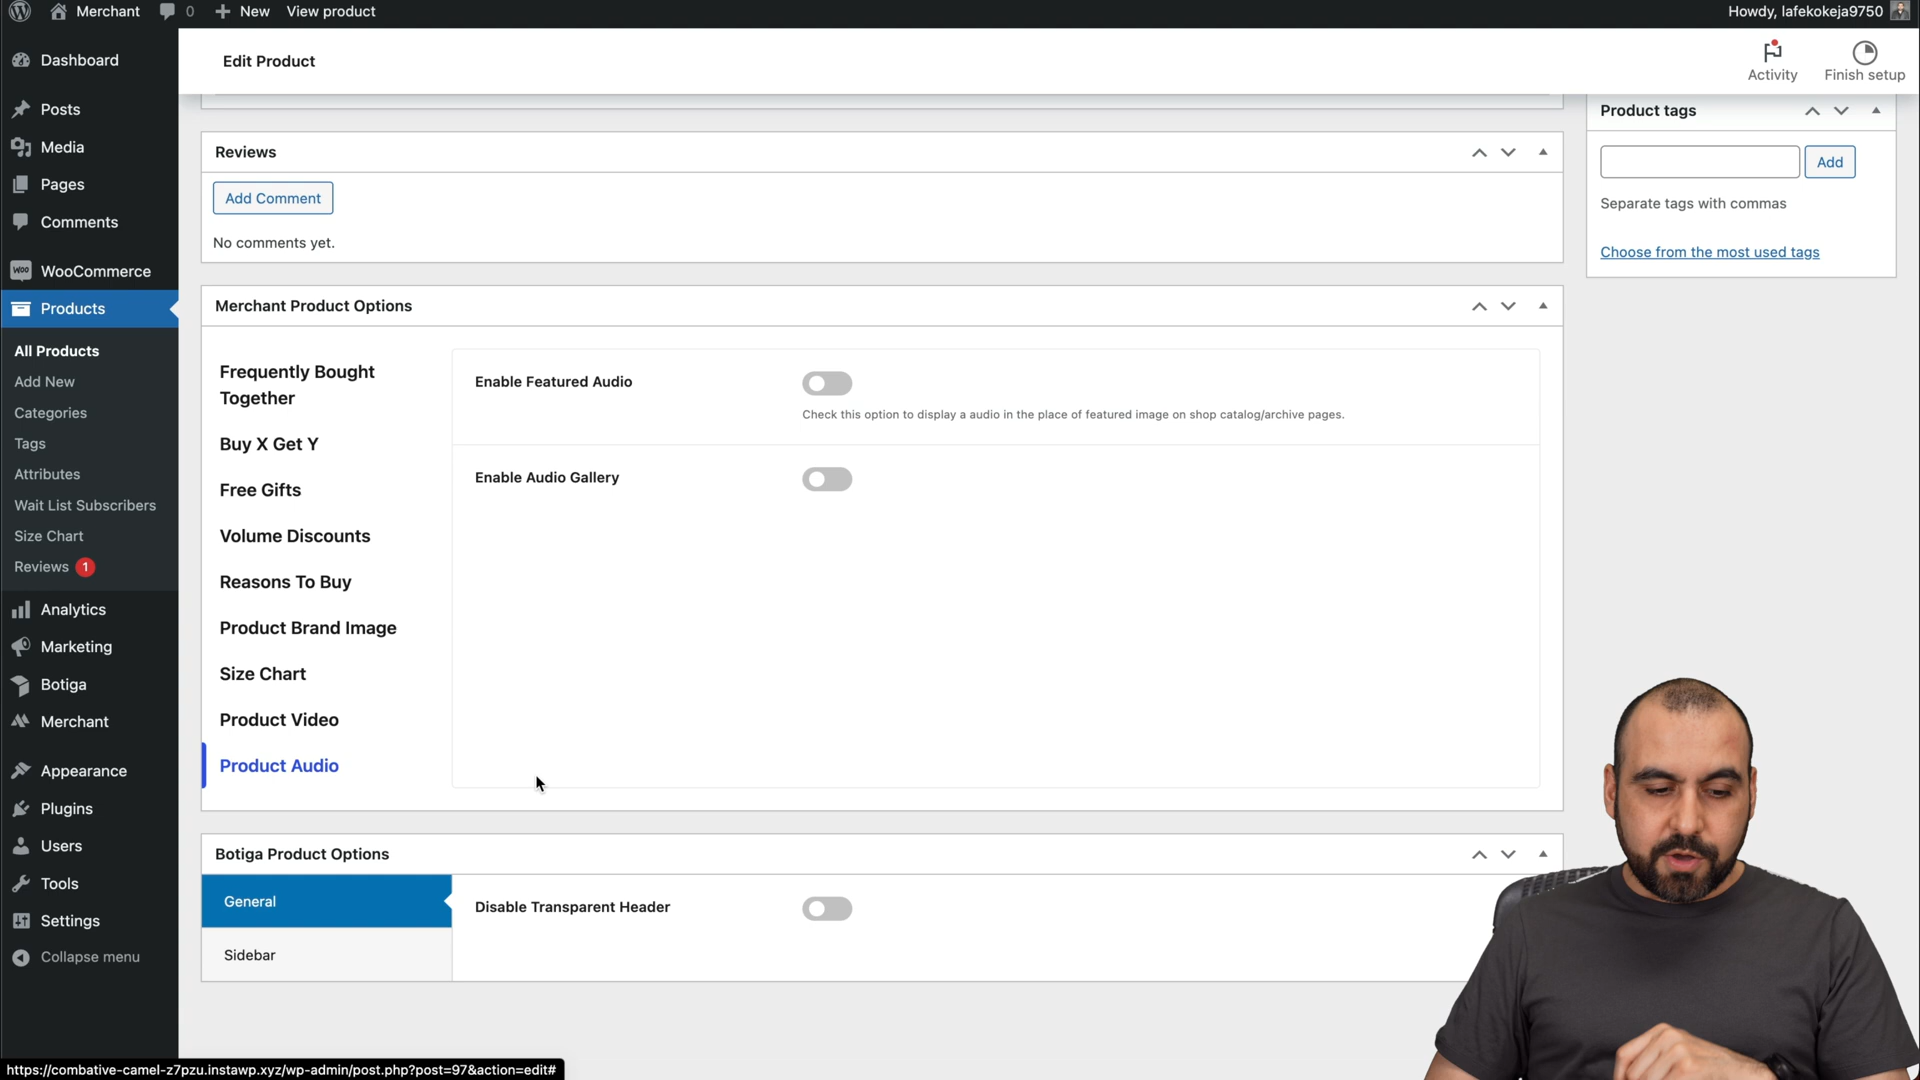 Merchant 0 New View product Howdy, lafekokeja9750
Edit Product
Activity
Finish setup
Dashboard
Posts
Media
Pages
Comments
WooCommerce
Products
All Products
Add New
Categories
Tags
Attributes
Wait List Subscribers
Size Chart
Reviews 1
Analytics
Marketing
Botiga
Merchant
Appearance
Plugins
Users
Tools
Settings
Collapse menu
Reviews
Add Comment
No comments yet.
Merchant Product Options
Frequently Bought
Together
Buy X Get Y
Free Gifts
Volume Discounts
Reasons To Buy
Product Brand Image
Size Chart
Product Video
Product Audio
Enable Featured Audio
Check this option to display a audio in the place of featured image on shop catalog/archive pages.
Enable Audio Gallery
Botiga Product Options
General
Sidebar
Disable Transparent Header
Product tags
Add
Separate tags with commas
Choose from the most used tags
https://combative-camel-z7pzu.instawp.xyz/wp-admin/post.php?post=97&action=edit#